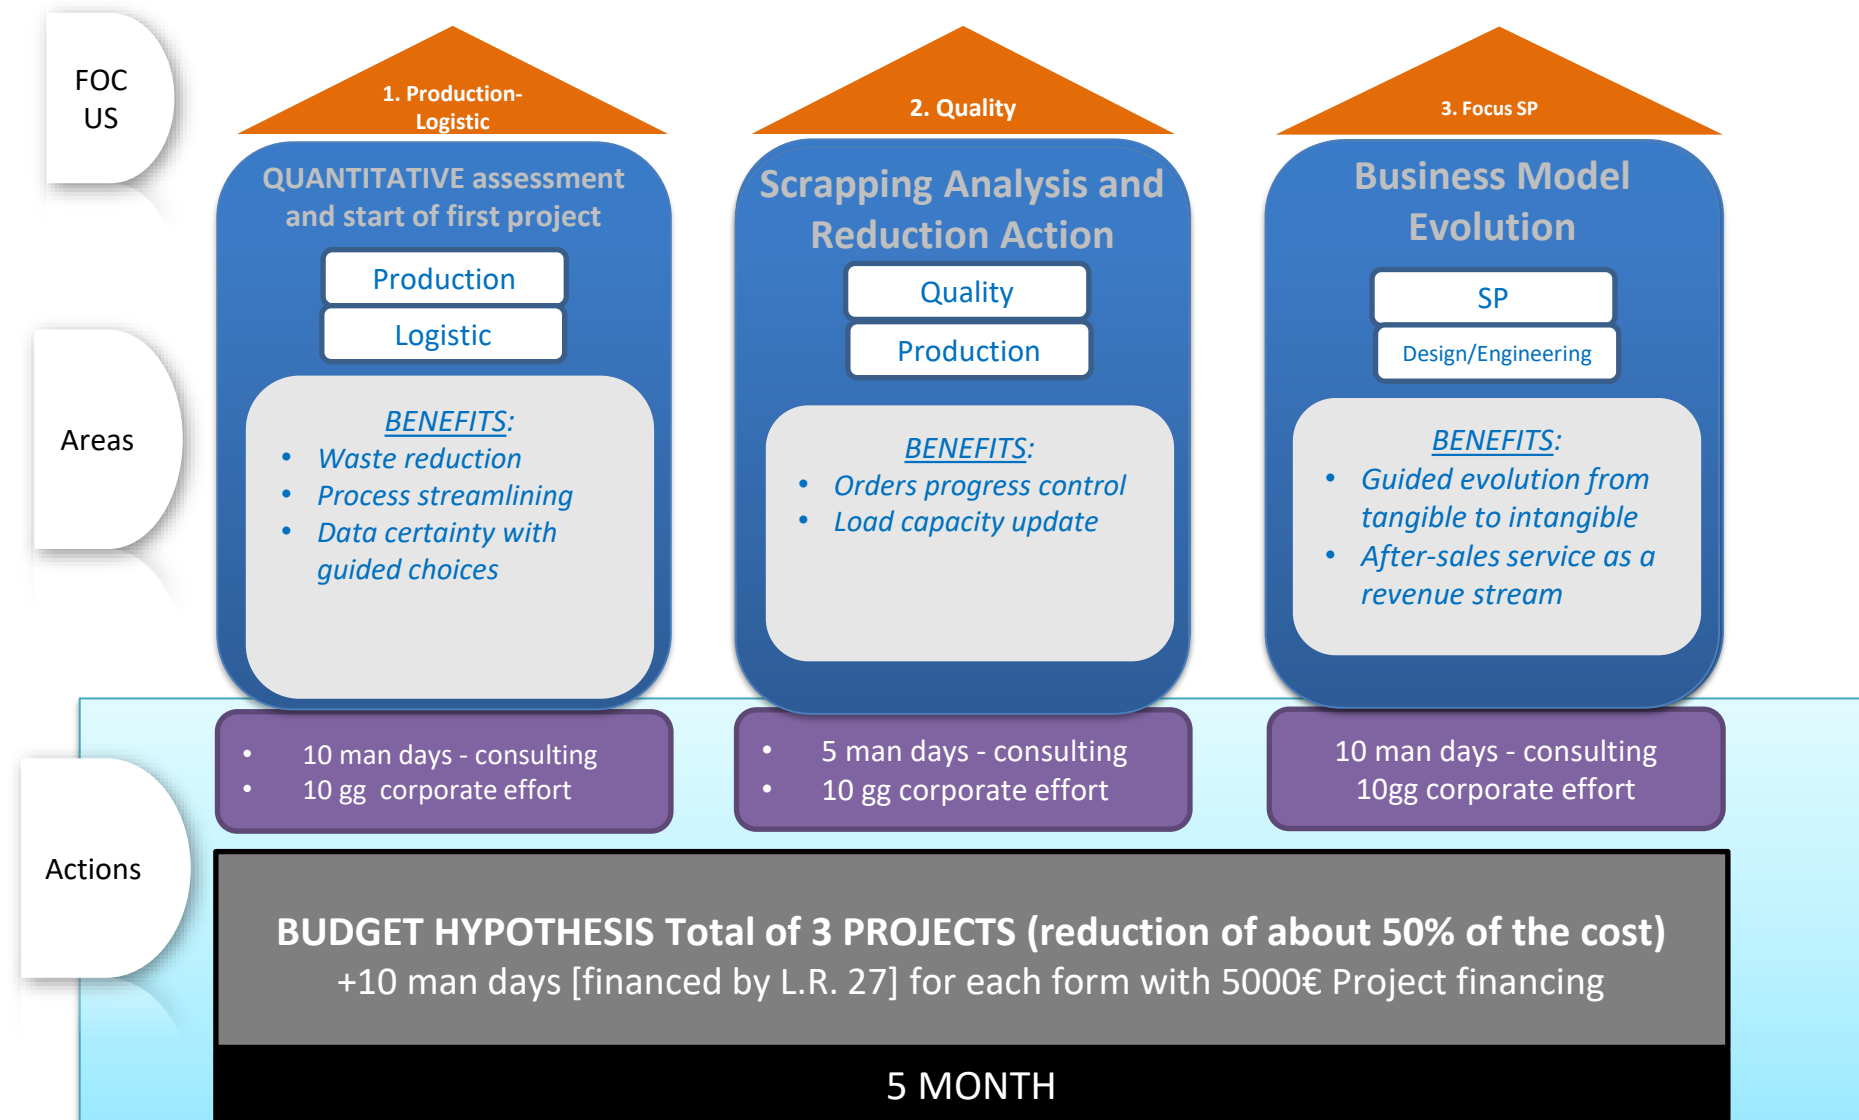 FOC
US
1. Production-
Logistic
2. Quality
3. Focus SP
QUANTITATIVE assessment
and start of first project
Production
Logistic
BENEFITS:
• Waste reduction
• Process streamlining
• Data certainty with
guided choices
Scrapping Analysis and
Reduction Action
Quality
Production
BENEFITS:
• Orders progress control
• Load capacity update
Business Model
Evolution
SP
Design/Engineering
BENEFITS:
• Guided evolution from
tangible to intangible
• After-sales service as a
revenue stream
Areas
• 10 man days - consulting
• 10 gg corporate effort
• 5 man days - consulting
• 10 gg corporate effort
10 man days - consulting
10gg corporate effort
Actions
BUDGET HYPOTHESIS Total of 3 PROJECTS (reduction of about 50% of the cost)
+10 man days [financed by L.R. 27] for each form with 5000€ Project financing
5 MONTH